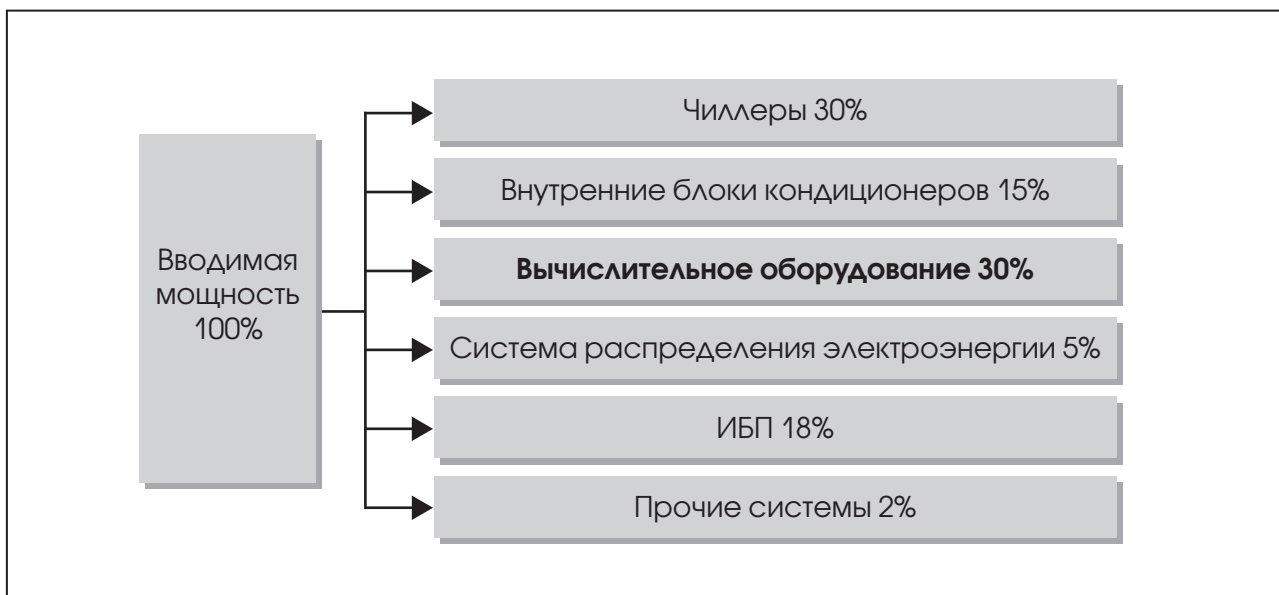 Вводимая
мощность
100%
Чиллеры 30%
Внутренние блоки кондиционеров 15%
Вычислительное оборудование 30%
Система распределения электроэнергии 5%
ИБП 18%
Прочие системы 2%